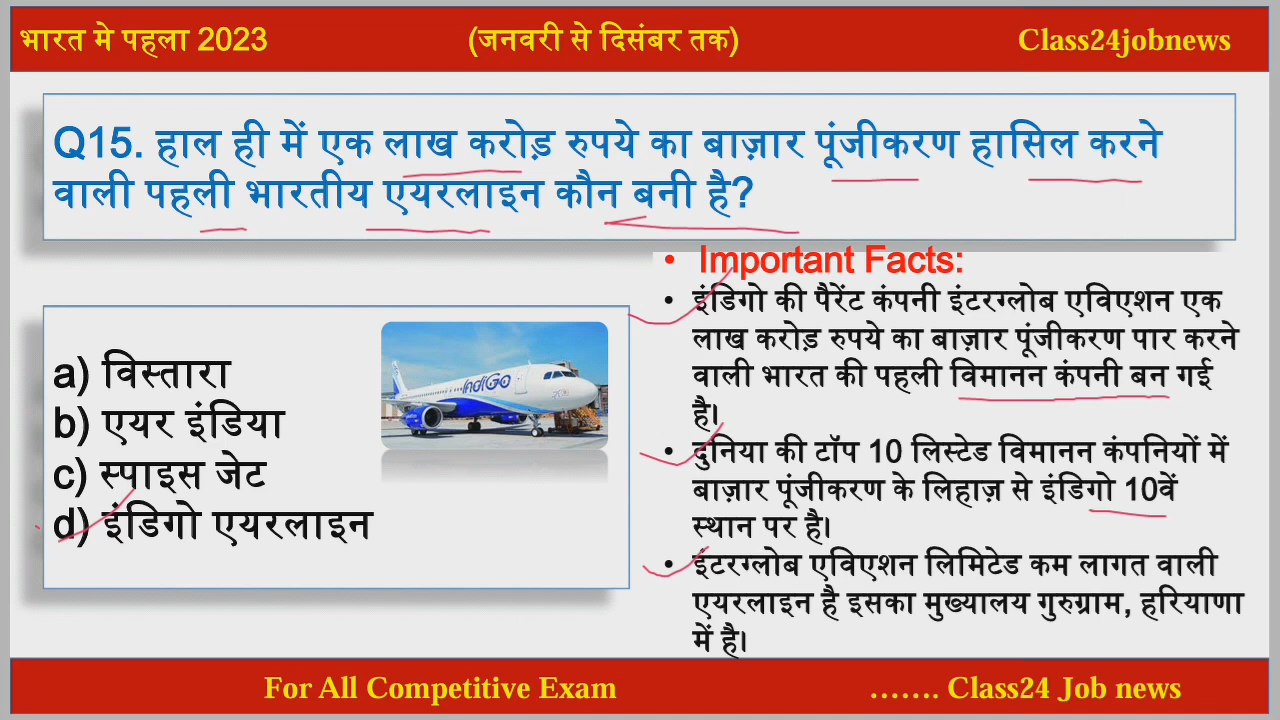 भारत मे पहला 2023 (जनवरी से दिसंबर तक) Class24jobnews
Q15. हाल ही में एक लाख करोड़ रुपये का बाज़ार पूंजीकरण हासिल करने
वाली पहली भारतीय एयरलाइन कौन बनी है?
a) विस्तारा
b) एयर इंडिया
c) स्पाइस जेट
d) इंडिगो एयरलाइन
IndiGo
• Important Facts:
• इंडिगो की पैरेंट कंपनी इंटरग्लोब एविएशन एक
लाख करोड़ रुपये का बाज़ार पूंजीकरण पार करने
वाली भारत की पहली विमानन कंपनी बन गई
है।
• दुनिया की टॉप 10 लिस्टेड विमानन कंपनियों में
बाज़ार पूंजीकरण के लिहाज़ से इंडिगो 10वें
स्थान पर है।
• इंटरग्लोब एविएशन लिमिटेड कम लागत वाली
एयरलाइन है इसका मुख्यालय गुरुग्राम, हरियाणा
में है।
For All Competitive Exam ....... Class24 Job news